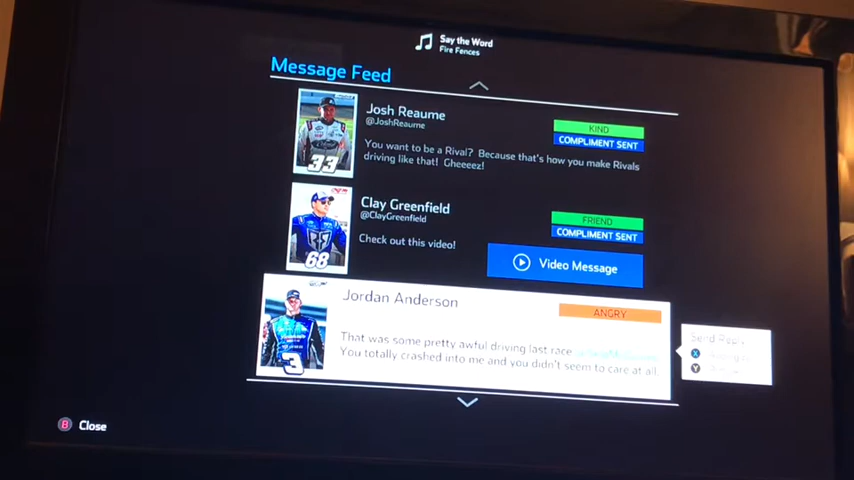 Say the Word
Fire Fences
Message Feed
Josh Reaume
@JoshReaume
KIND
COMPLIMENT SENT
You want to be a Rival? Because that's how you make Rivals
driving like that! Gheeeez!
33
Clay Greenfield
@ClayGreenfield
FRIEND
COMPLIMENT SENT
Check out this video!
Video Message
68
Jordan Anderson
ANGRY
That was some pretty awful driving last race
You totally crashed into me and you didn't seem to care at all.
3
Send Reply
X
Y
B Close